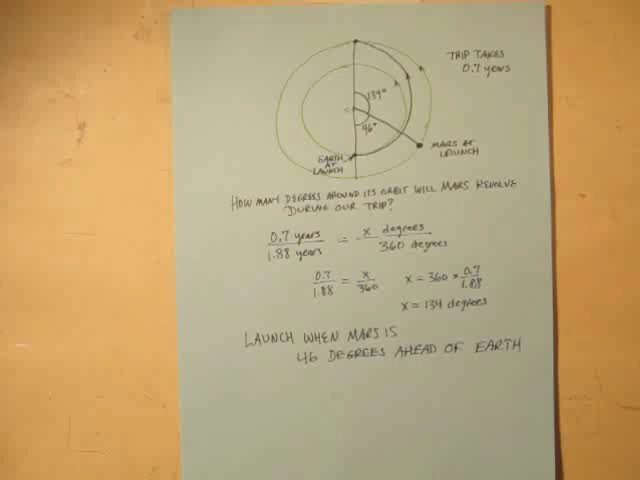 TRIP TAKES
0.7 years
134°
46°
EARTH
AT
LAUNCH
MARS AT
LAUNCH
HOW MANY DEGREES AROUND ITS ORBIT WILL MARS REVOLVE
DURING OUR TRIP?
0.7 years / 1.88 years = x degrees / 360 degrees
0.7 / 1.88 = x / 360 x = 360 × 0.7 / 1.88
x = 134 degrees
LAUNCH WHEN MARS IS
46 DEGREES AHEAD OF EARTH